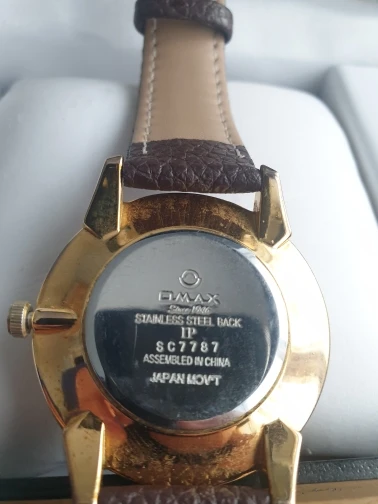 OMAX
Since 1946
STAINLESS STEEL BACK
IP
SC7787
ASSEMBLED IN CHINA
JAPAN MOV'T